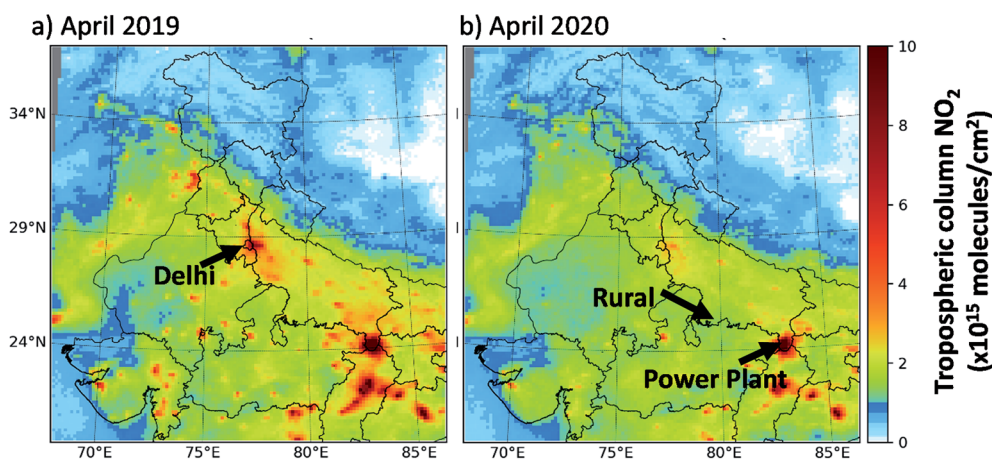 a) April 2019
b) April 2020
34°N
29°N
24°N
70°E
75°E
80°E
85°E
70°E
75°E
80°E
85°E
Delhi
Rural
Power Plant
10
8
6
4
2
0
Tropospheric column NO₂
(x10¹⁵ molecules/cm²)